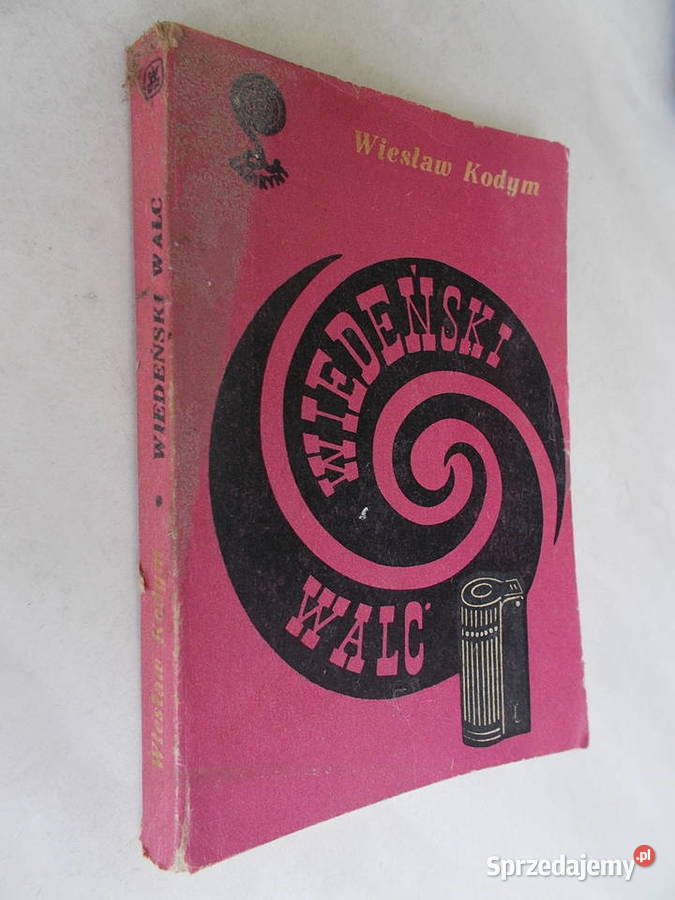 Wiesław Kodym
WIEDEŃSKI
WALC
Wiesław Kodym • WIEDEŃSKI WALC
Sprzedajemy.pl